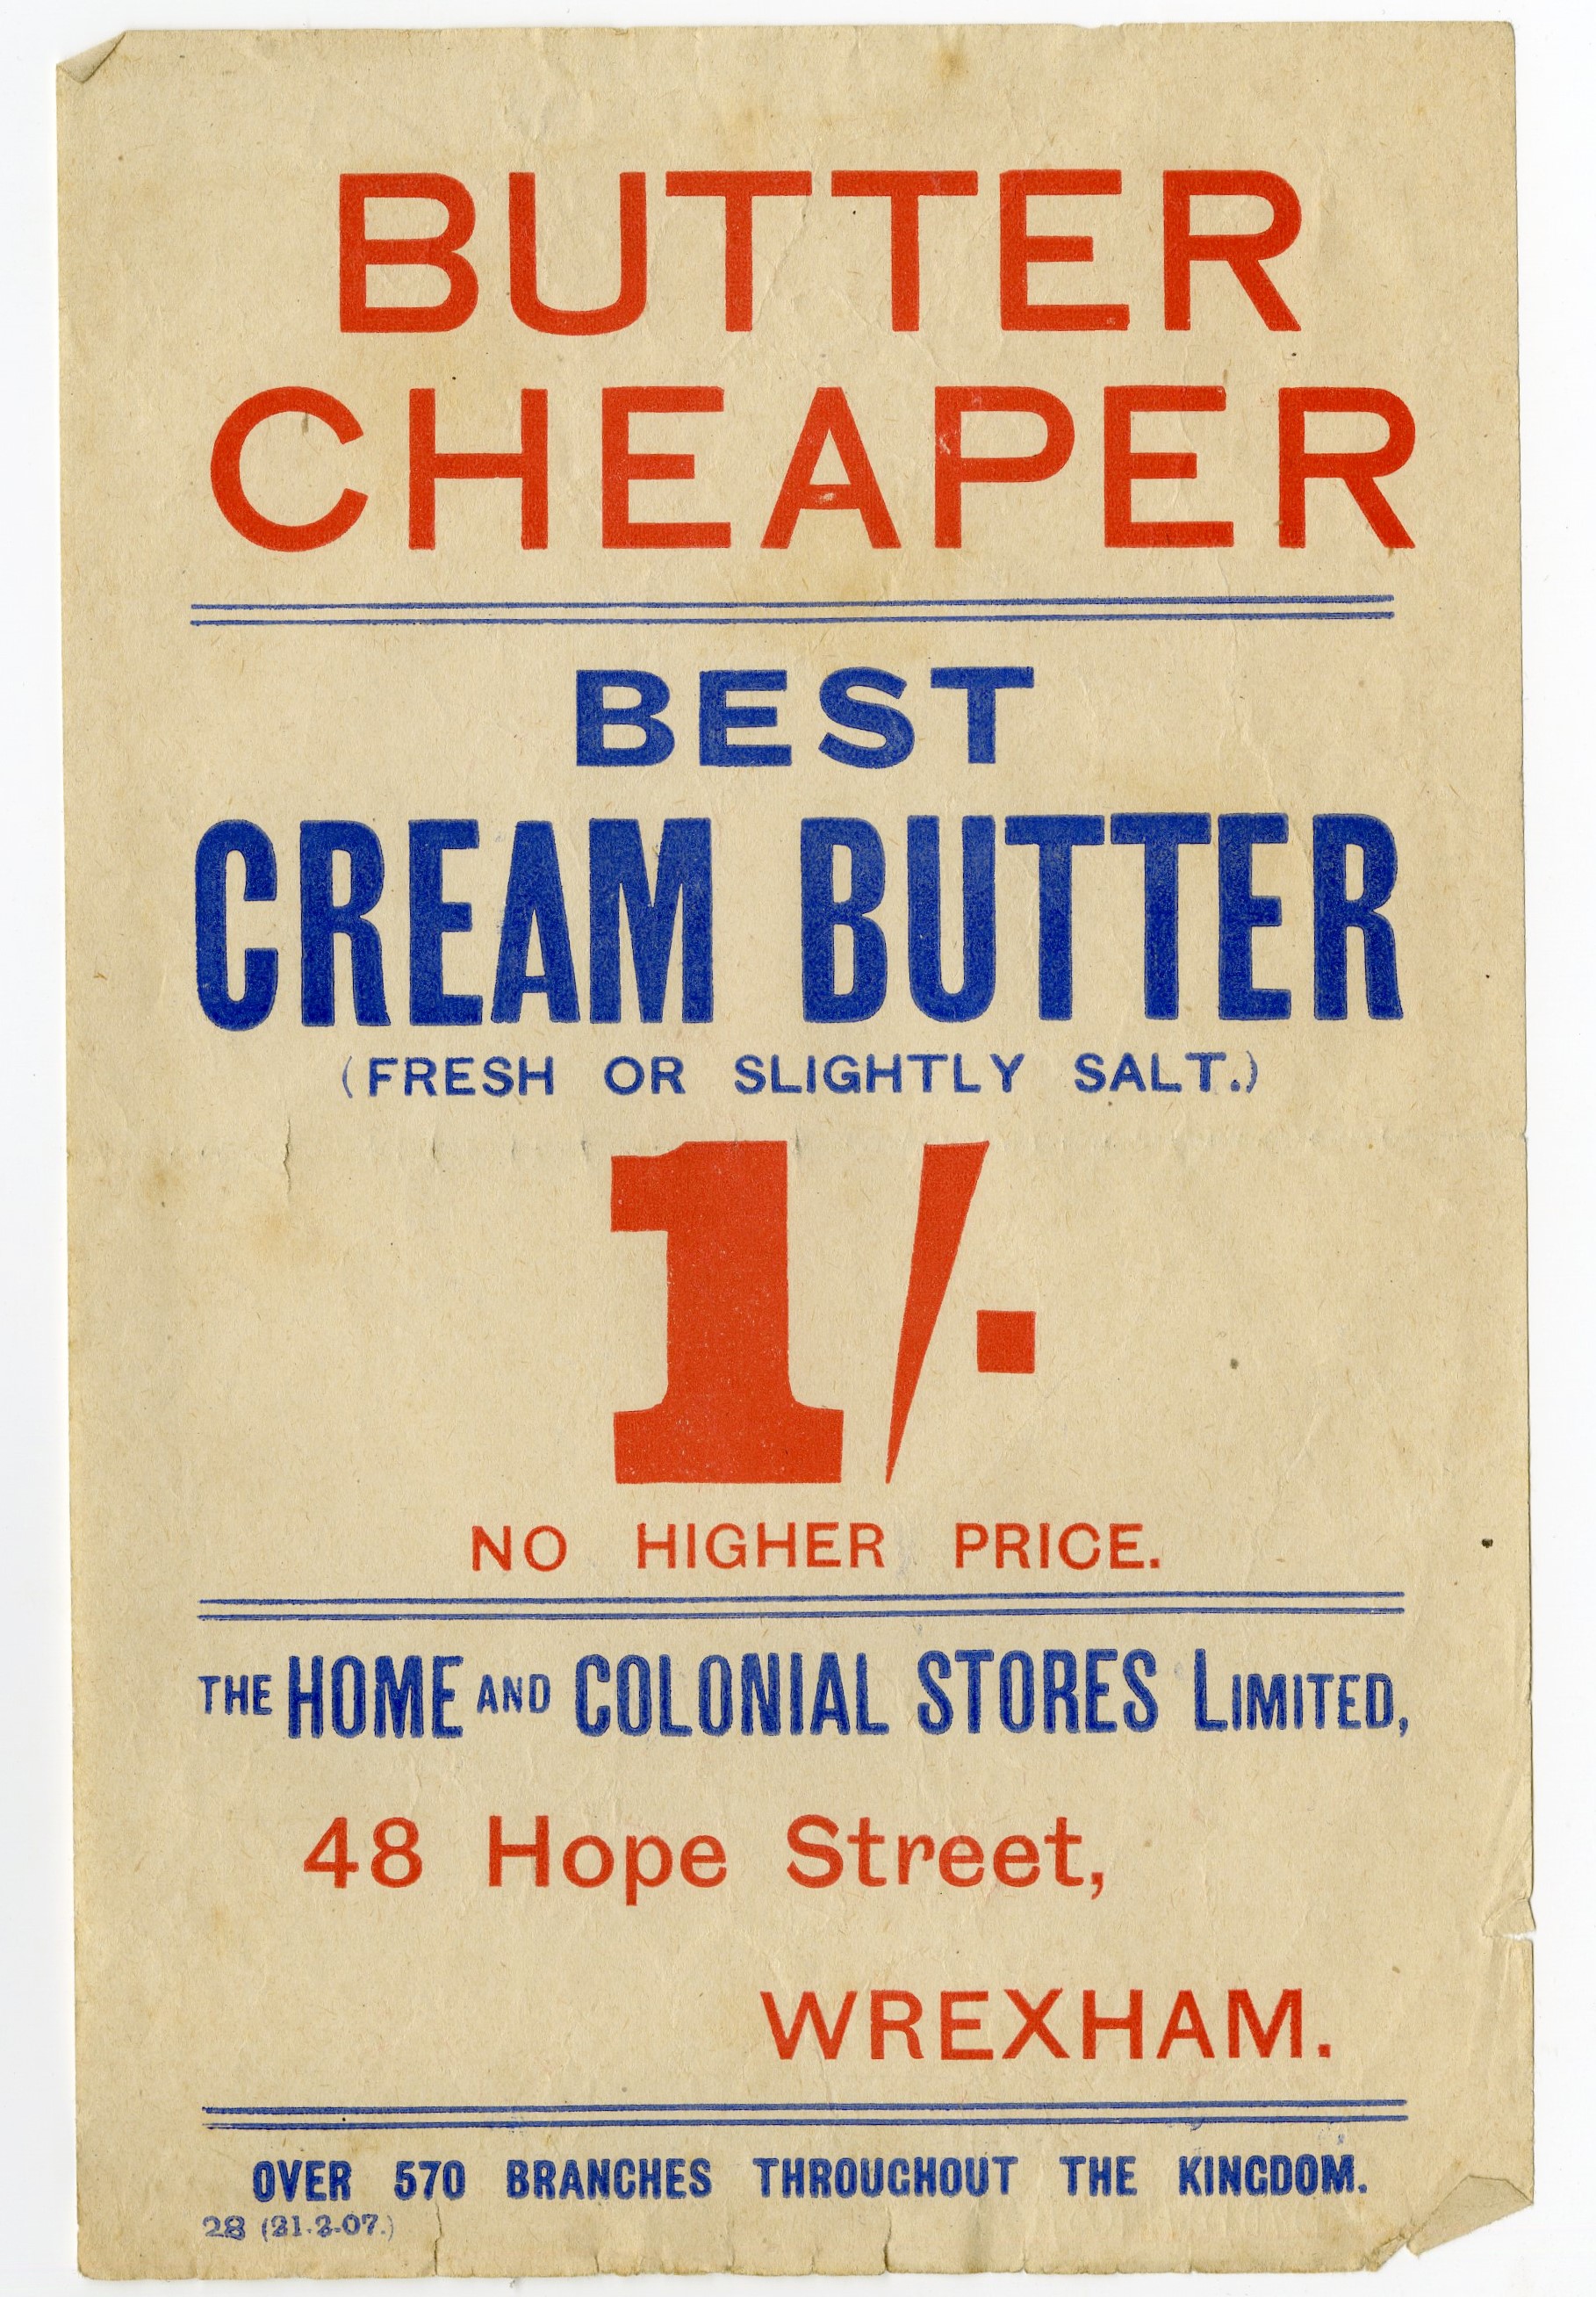 BUTTER
CHEAPER
BEST
CREAM BUTTER
(FRESH OR SLIGHTLY SALT.)
1/-
NO HIGHER PRICE.
THE HOME AND COLONIAL STORES LIMITED,
48 Hope Street,
WREXHAM.
OVER 570 BRANCHES THROUGHOUT THE KINGDOM.
28 (21.2.07.)